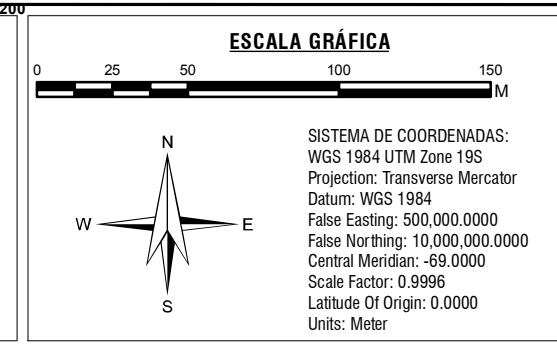 200
ESCALA GRÁFICA
0 25 50 100 150
M
N
W E
S
SISTEMA DE COORDENADAS:
WGS 1984 UTM Zone 19S
Projection: Transverse Mercator
Datum: WGS 1984
False Easting: 500,000.0000
False Northing: 10,000,000.0000
Central Meridian: -69.0000
Scale Factor: 0.9996
Latitude Of Origin: 0.0000
Units: Meter